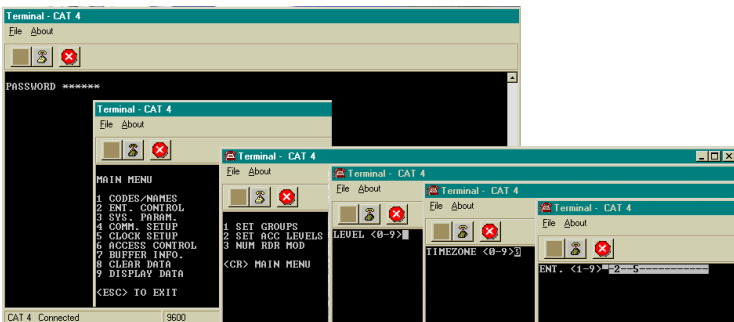 Terminal - CAT 4
File About
PASSWORD ******
Terminal - CAT 4
File About
MAIN MENU
1 CODES/NAMES
2 ENT. CONTROL
3 SYS. PARAM.
4 COMM. SETUP
5 CLOCK SETUP
6 ACCESS CONTROL
7 BUFFER INFO.
8 CLEAR DATA
9 DISPLAY DATA
<ESC> TO EXIT
Terminal - CAT 4
File About
1 SET GROUPS
2 SET ACC LEVELS
3 NUM RDR MOD
<CR> MAIN MENU
Terminal - CAT 4
File About
LEVEL <0-9>
Terminal - CAT 4
File About
TIMEZONE <0-9>
Terminal - CAT 4
File About
ENT. <1-9> -2--5------------
CAT 4 Connected
9600